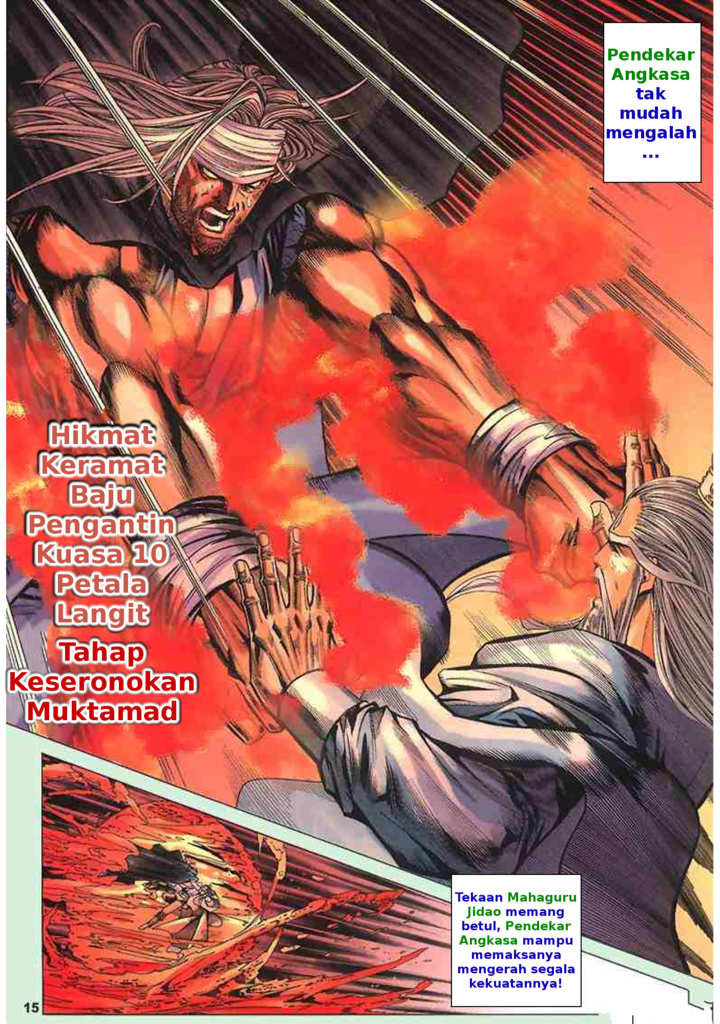 Pendekar
Angkasa
tak
mudah
mengalah
...
Hikmat
Keramat
Baju
Pengantin
Kuasa 10
Petala
Langit
Tahap
Keseronokan
Muktamad
Tekaan Mahaguru
Jidao memang
betul, Pendekar
Angkasa mampu
memaksanya
mengerah segala
kekuatannya!
15